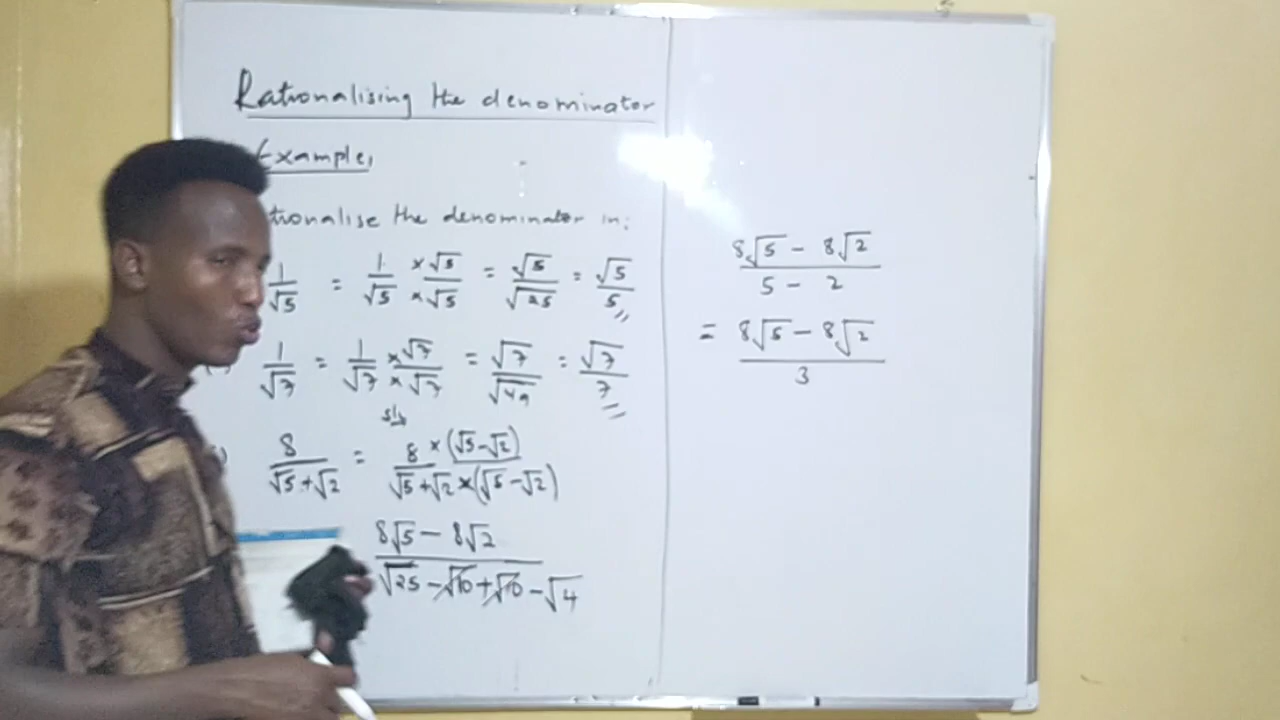 Rationalising the denominator
Example,
tionalise the denominator in:
1/√5 = 1/√5 ×√5/×√5 = √5/√25 = √5/5
1/√7 = 1/√7 ×√7/×√7 = √7/√49 = √7/7
8/√5+√2 = 8 ×(√5-√2)/√5+√2 ×(√5-√2)
8√5 - 8√2
√25 -√10 +√10 -√4
8√5 - 8√2
5 - 2
= 8√5 - 8√2
3